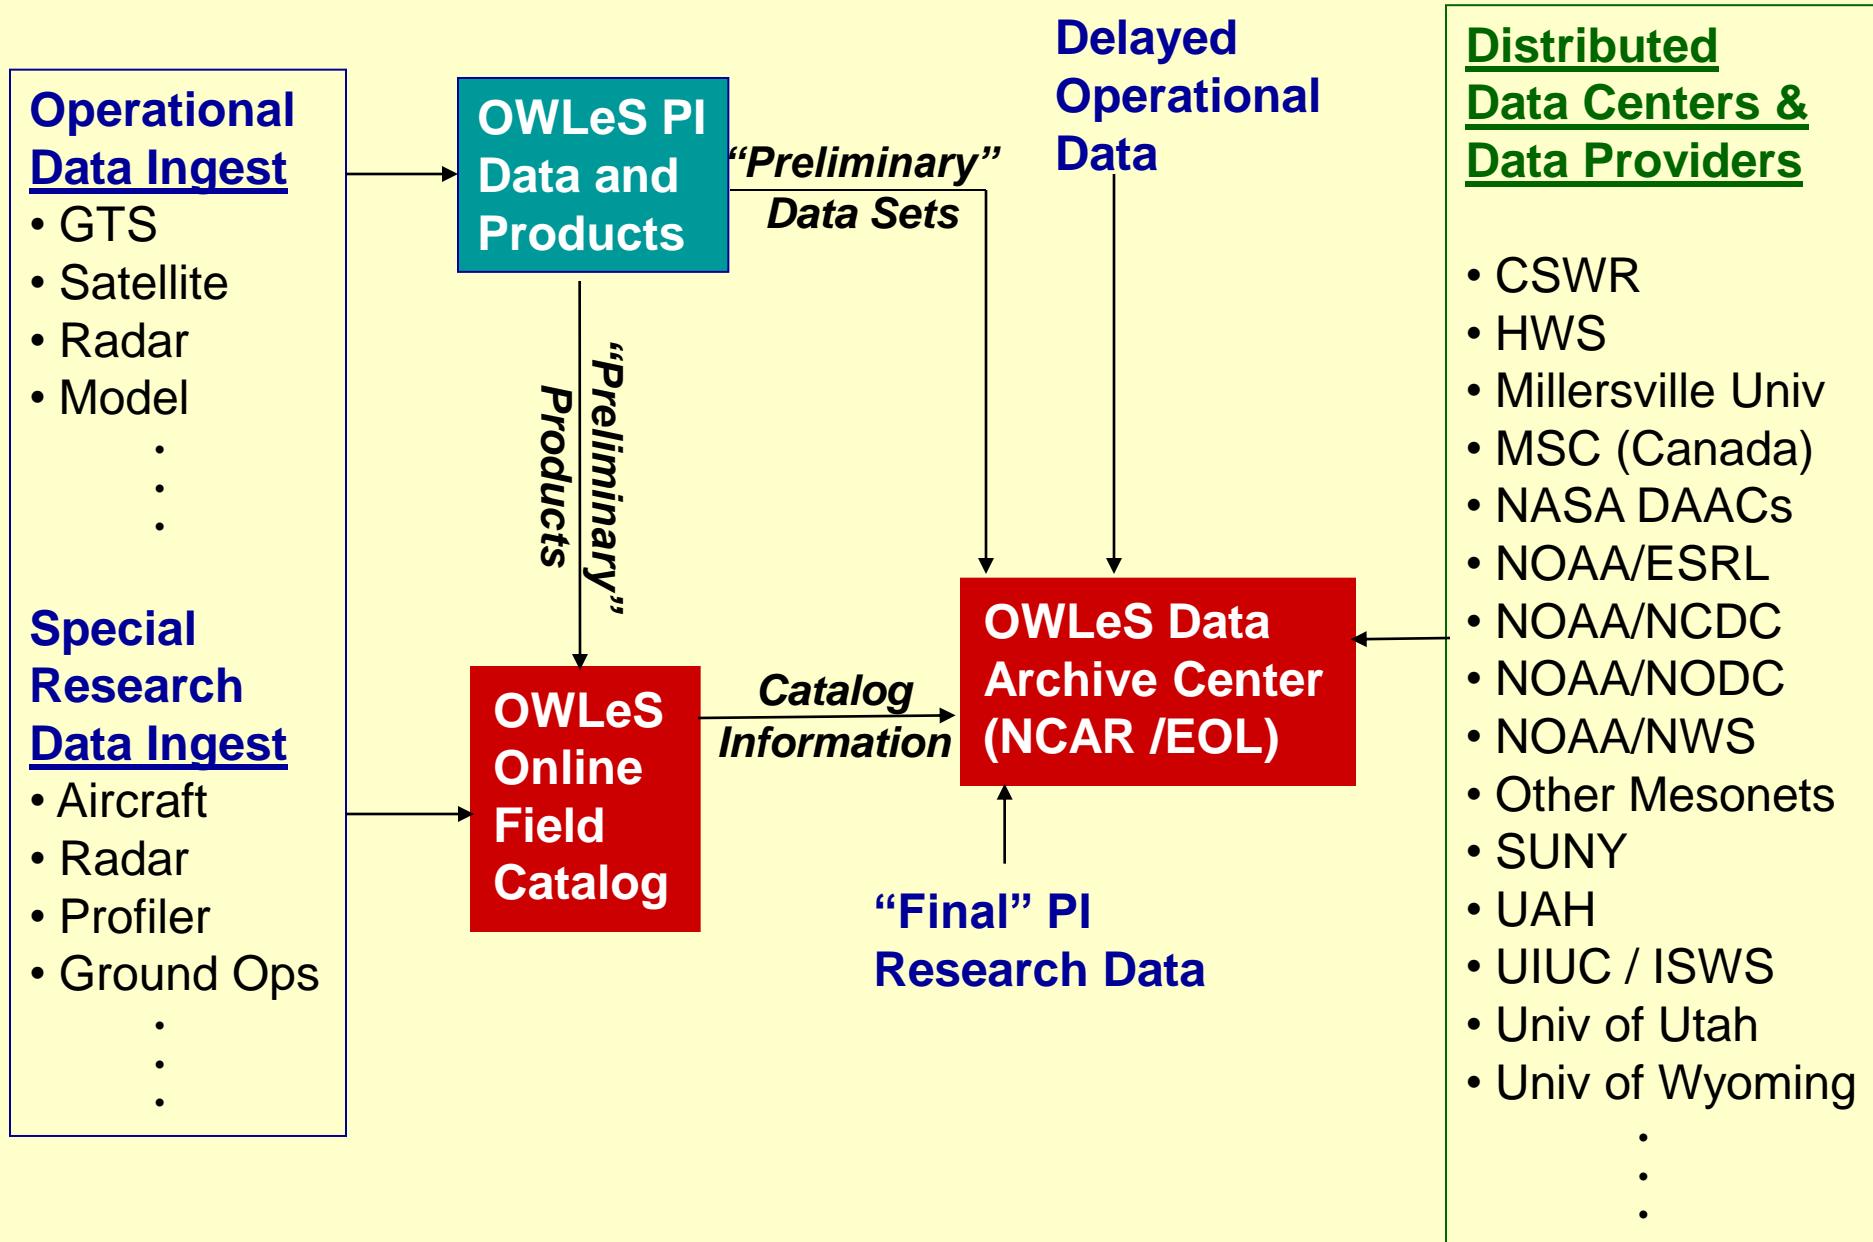 Operational
Data Ingest
• GTS
• Satellite
• Radar
• Model
.
.
.
Special
Research
Data Ingest
• Aircraft
• Radar
• Profiler
• Ground Ops
.
.
.
OWLeS PI
Data and
Products
“Preliminary”
Data Sets
“Preliminary”
Products
OWLeS
Online
Field
Catalog
Catalog
Information
Delayed
Operational
Data
OWLeS Data
Archive Center
(NCAR /EOL)
“Final” PI
Research Data
Distributed
Data Centers &
Data Providers
• CSWR
• HWS
• Millersville Univ
• MSC (Canada)
• NASA DAACs
• NOAA/ESRL
• NOAA/NCDC
• NOAA/NODC
• NOAA/NWS
• Other Mesonets
• SUNY
• UAH
• UIUC / ISWS
• Univ of Utah
• Univ of Wyoming
.
.
.